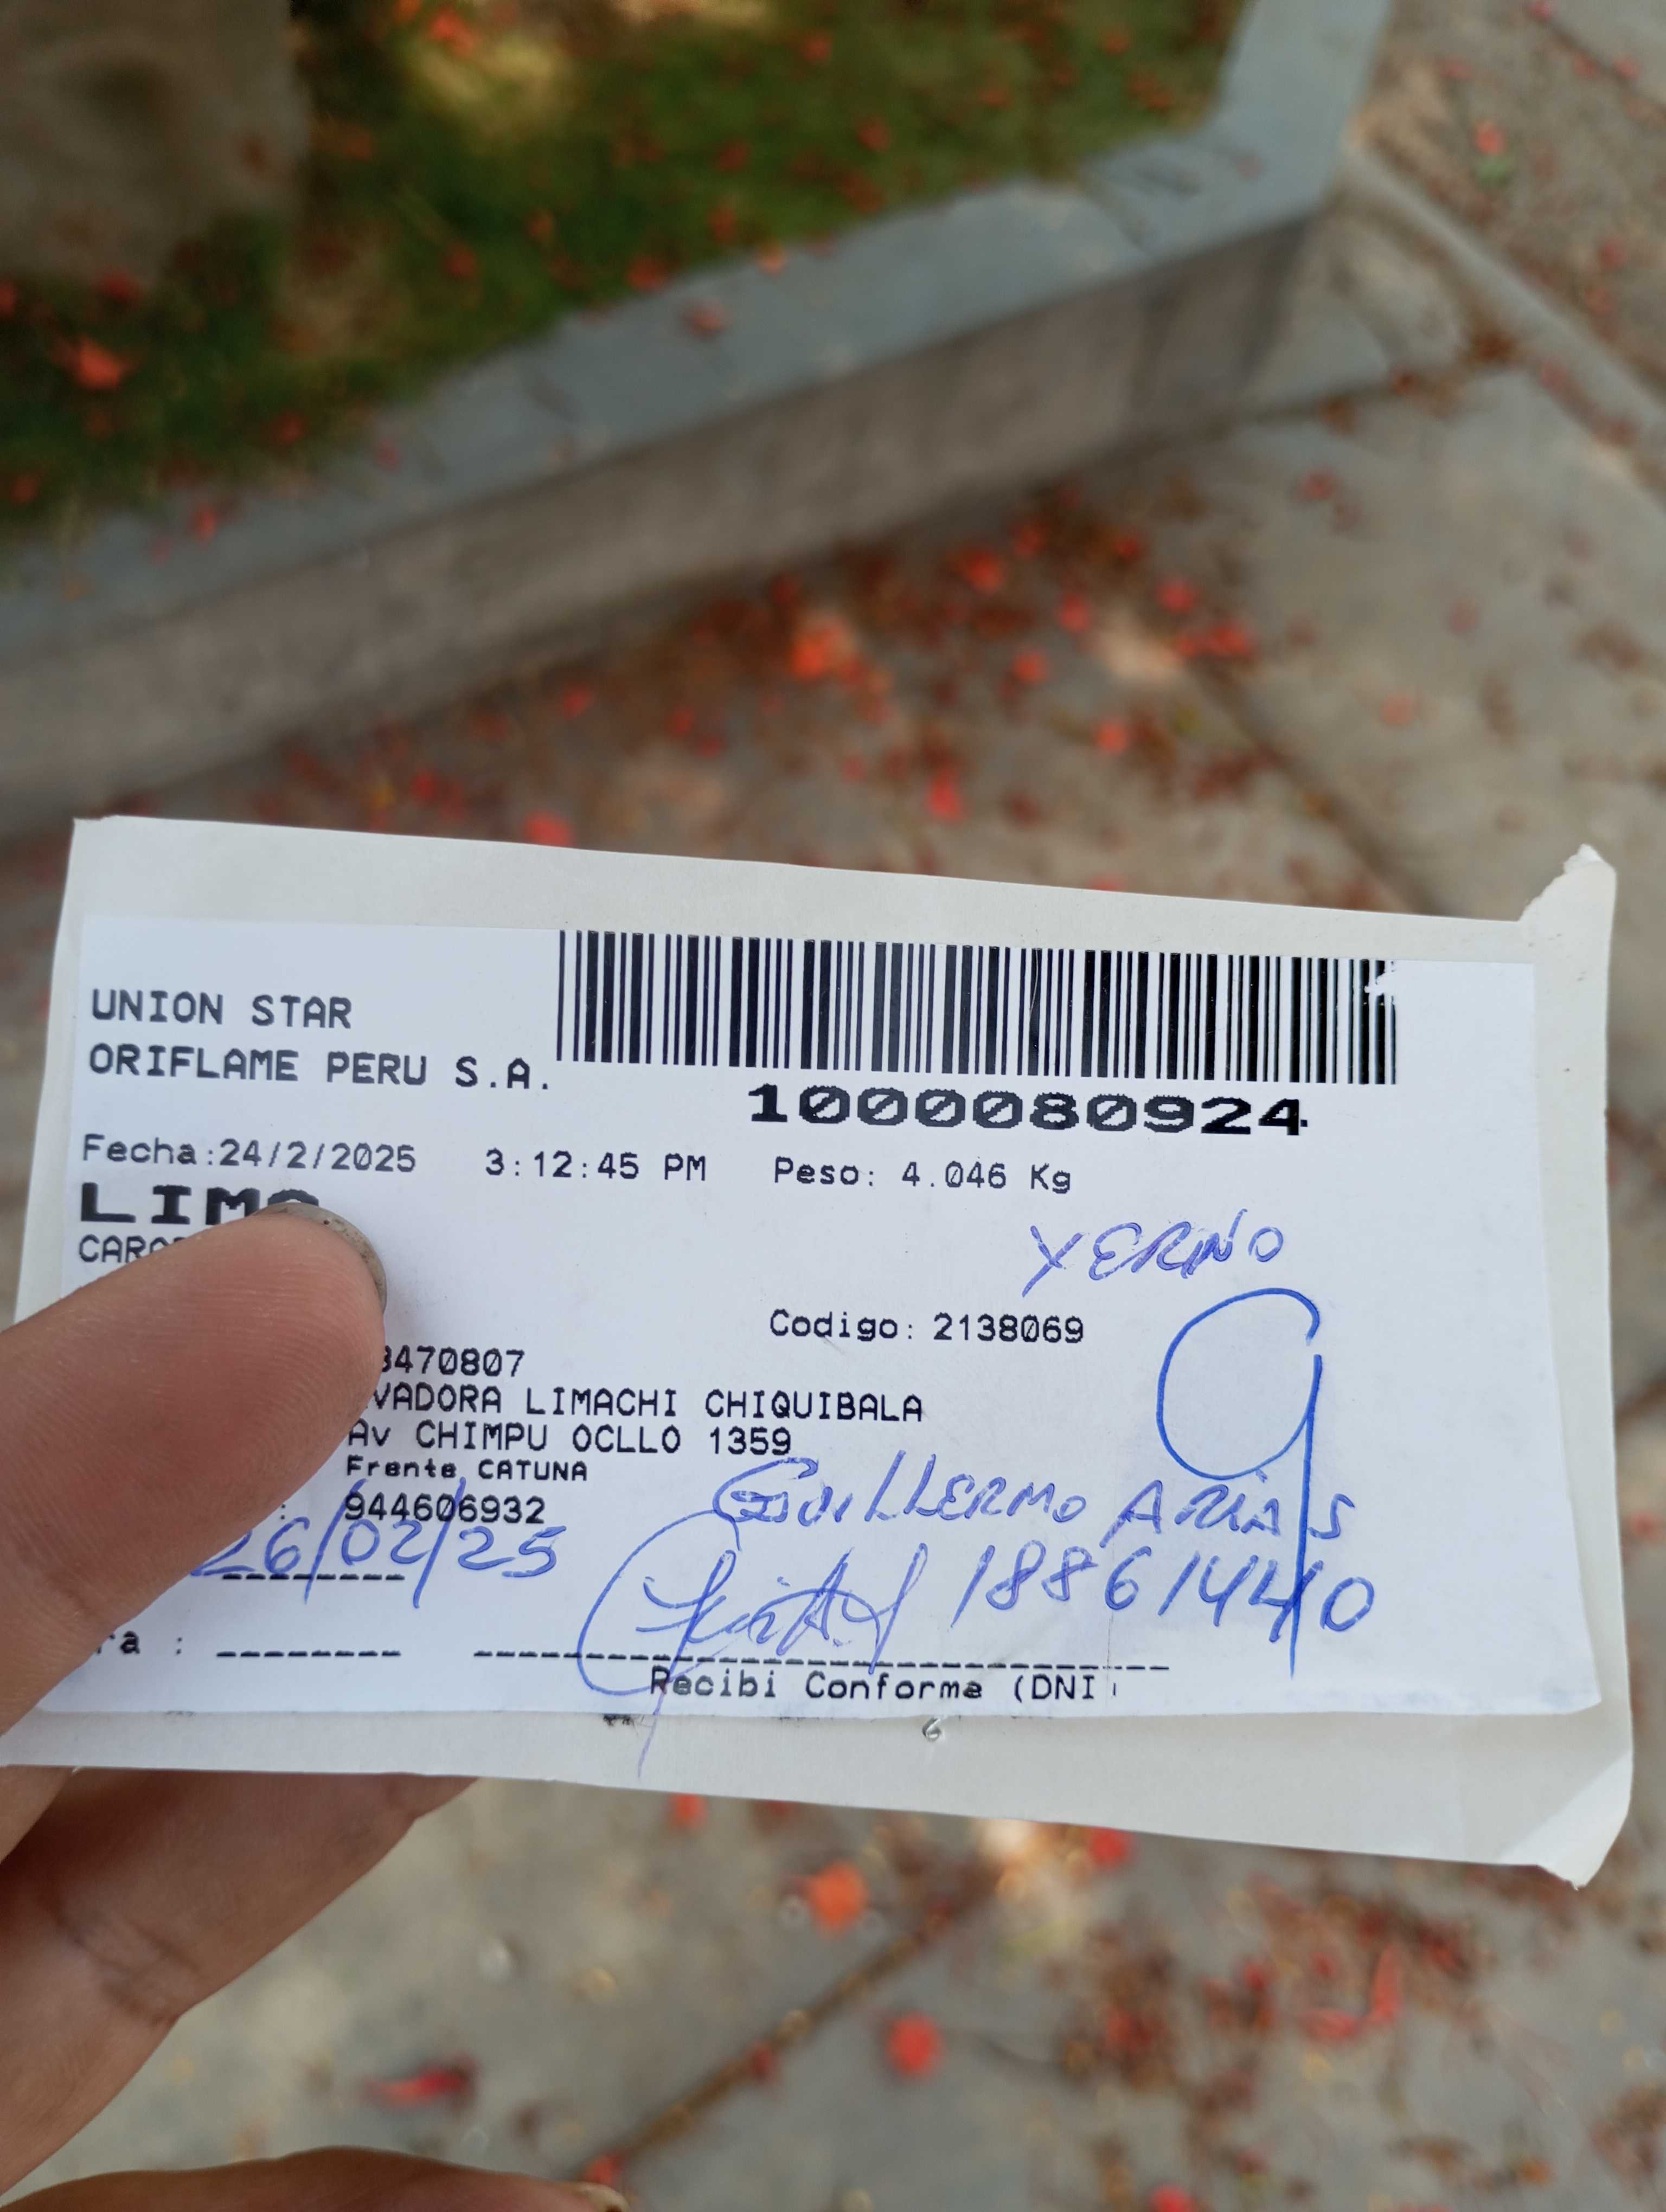 UNION STAR
ORIFLAME PERU S.A.
1000080924
Fecha:24/2/2025 3:12:45 PM Peso: 4.046 Kg
LIMA
YERNO
Codigo: 2138069
3470807
VADORA LIMACHI CHIQUIBALA
Av CHIMPU OCLLO 1359
Frente CATUNA
: 944606932
GUILLERMO ARIAS
26/02/25
18861440
ra :
Recibi Conforme (DNI)